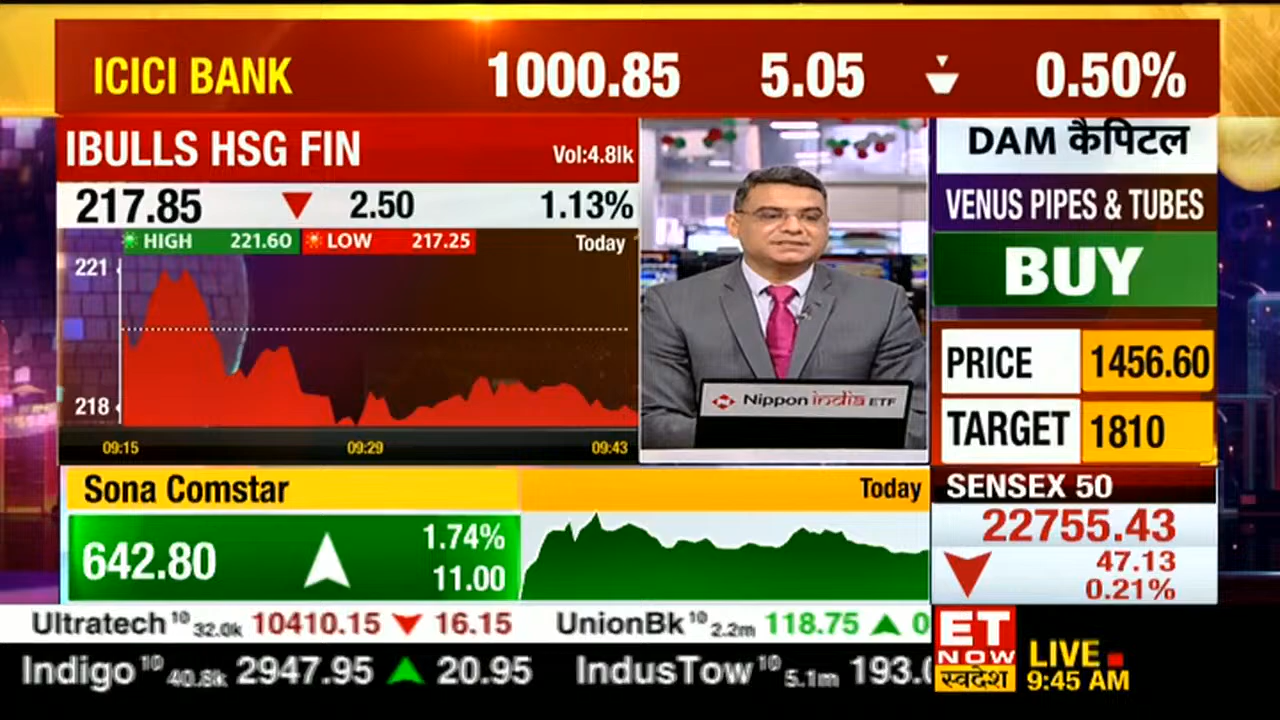 ICICI BANK 1000.85 5.05 0.50%
IBULLS HSG FIN Vol:4.8lk
217.85 2.50 1.13%
HIGH 221.60 LOW 217.25 Today
221
218
09:15 09:29 09:43
Nippon india ETF
DAM कैपिटल
VENUS PIPES & TUBES
BUY
PRICE 1456.60
TARGET 1810
Sona Comstar Today
642.80 1.74%
11.00
SENSEX 50
22755.43
47.13
0.21%
Ultratech 10 32.0k 10410.15 16.15 UnionBk 10 2.2m 118.75 0
Indigo 10 40.8k 2947.95 20.95 IndusTow 10 5.1m 193.0
ET
NOW
स्वदेश
LIVE
9:45 AM